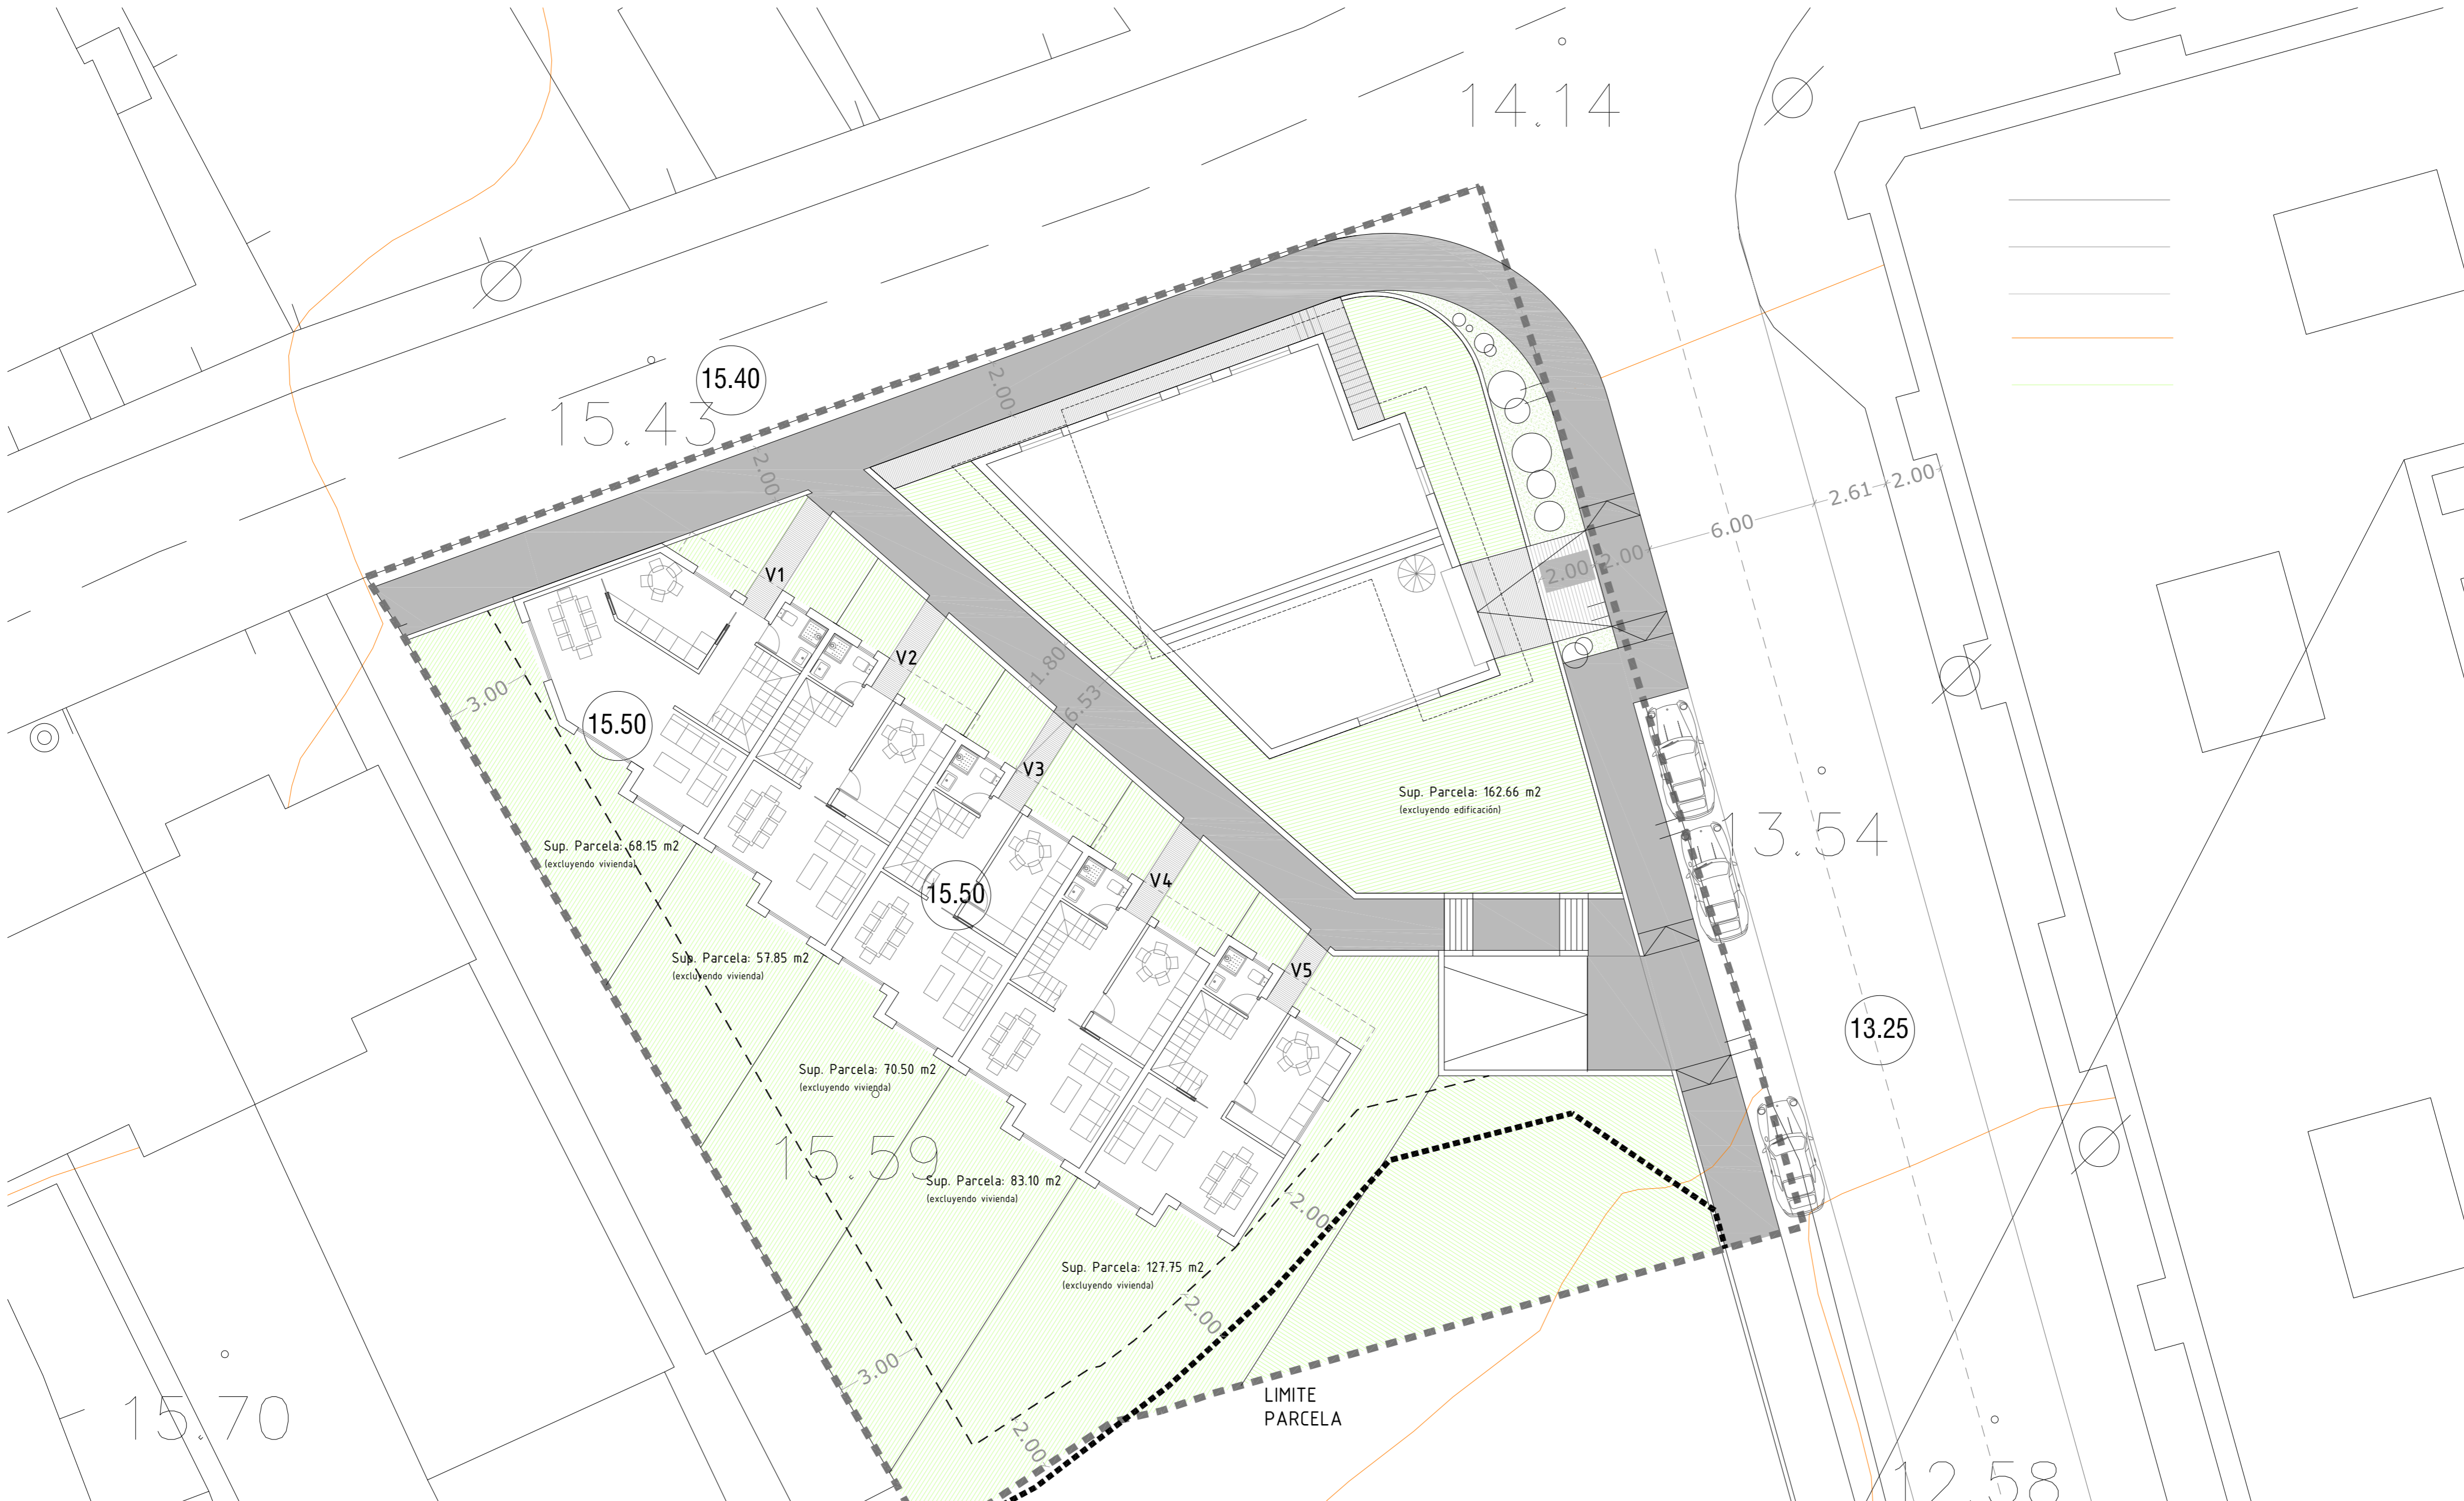 14.14
15.40
15.43
2.00
2.00
2.61
2.00
6.00
2.00
2.00
V1
V2
1.80
3.00
6.53
15.50
V3
Sup. Parcela: 162.66 m2
(excluyendo edificación)
13.54
Sup. Parcela: 68.15 m2
(excluyendo vivienda)
V4
15.50
Sup. Parcela: 57.85 m2
(excluyendo vivienda)
V5
13.25
Sup. Parcela: 70.50 m2
(excluyendo vivienda)
15.59
Sup. Parcela: 83.10 m2
(excluyendo vivienda)
2.00
Sup. Parcela: 127.75 m2
(excluyendo vivienda)
2.00
3.00
LIMITE
PARCELA
15.70
2.00
12.58